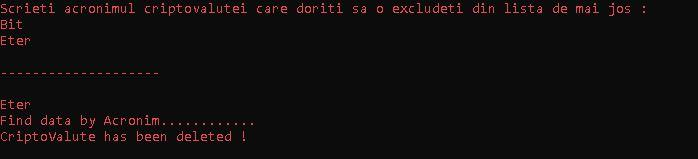 Scrieti acronimul criptovalutei care doriti sa o excludeti din lista de mai jos :
Bit
Eter
--------------------
Eter
Find data by Acronim............
CriptoValute has been deleted !